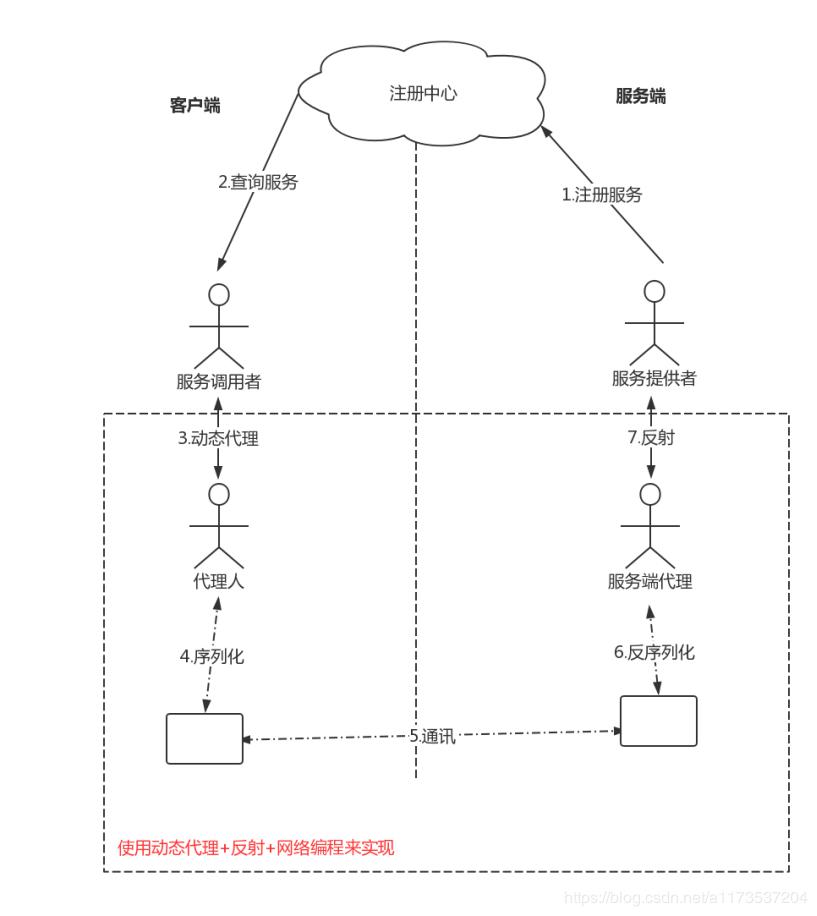 注册中心
客户端
服务端
2.查询服务
1.注册服务
服务调用者
服务提供者
3.动态代理
7.反射
代理人
服务端代理
4.序列化
6.反序列化
5.通讯
使用动态代理+反射+网络编程来实现
https://blog.csdn.net/a1173537204